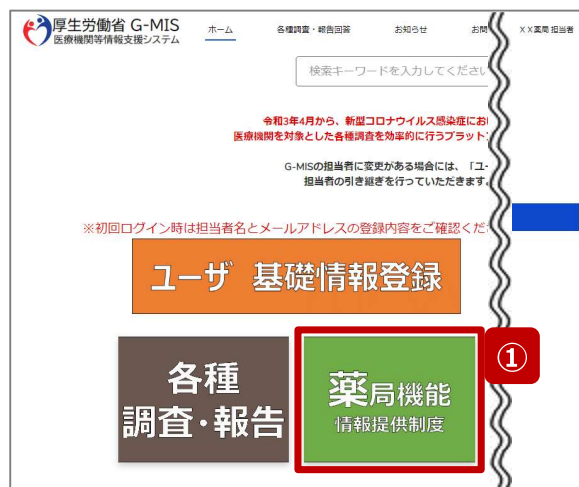 厚生労働省 G-MIS
医療機関等情報支援システム
ホーム
各種調査・報告回答
お知らせ
お問
XX薬局 担当者
検索キーワードを入力してください
令和3年4月から、新型コロナウイルス感染症にお
医療機関を対象とした各種調査を効率的に行うプラット
G-MISの担当者に変更がある場合には、「ユー
担当者の引き継ぎを行っていただきます。
※初回ログイン時は担当者名とメールアドレスの登録内容をご確認くだ
ユーザ 基礎情報登録
①
各種
調査・報告
薬局機能
情報提供制度